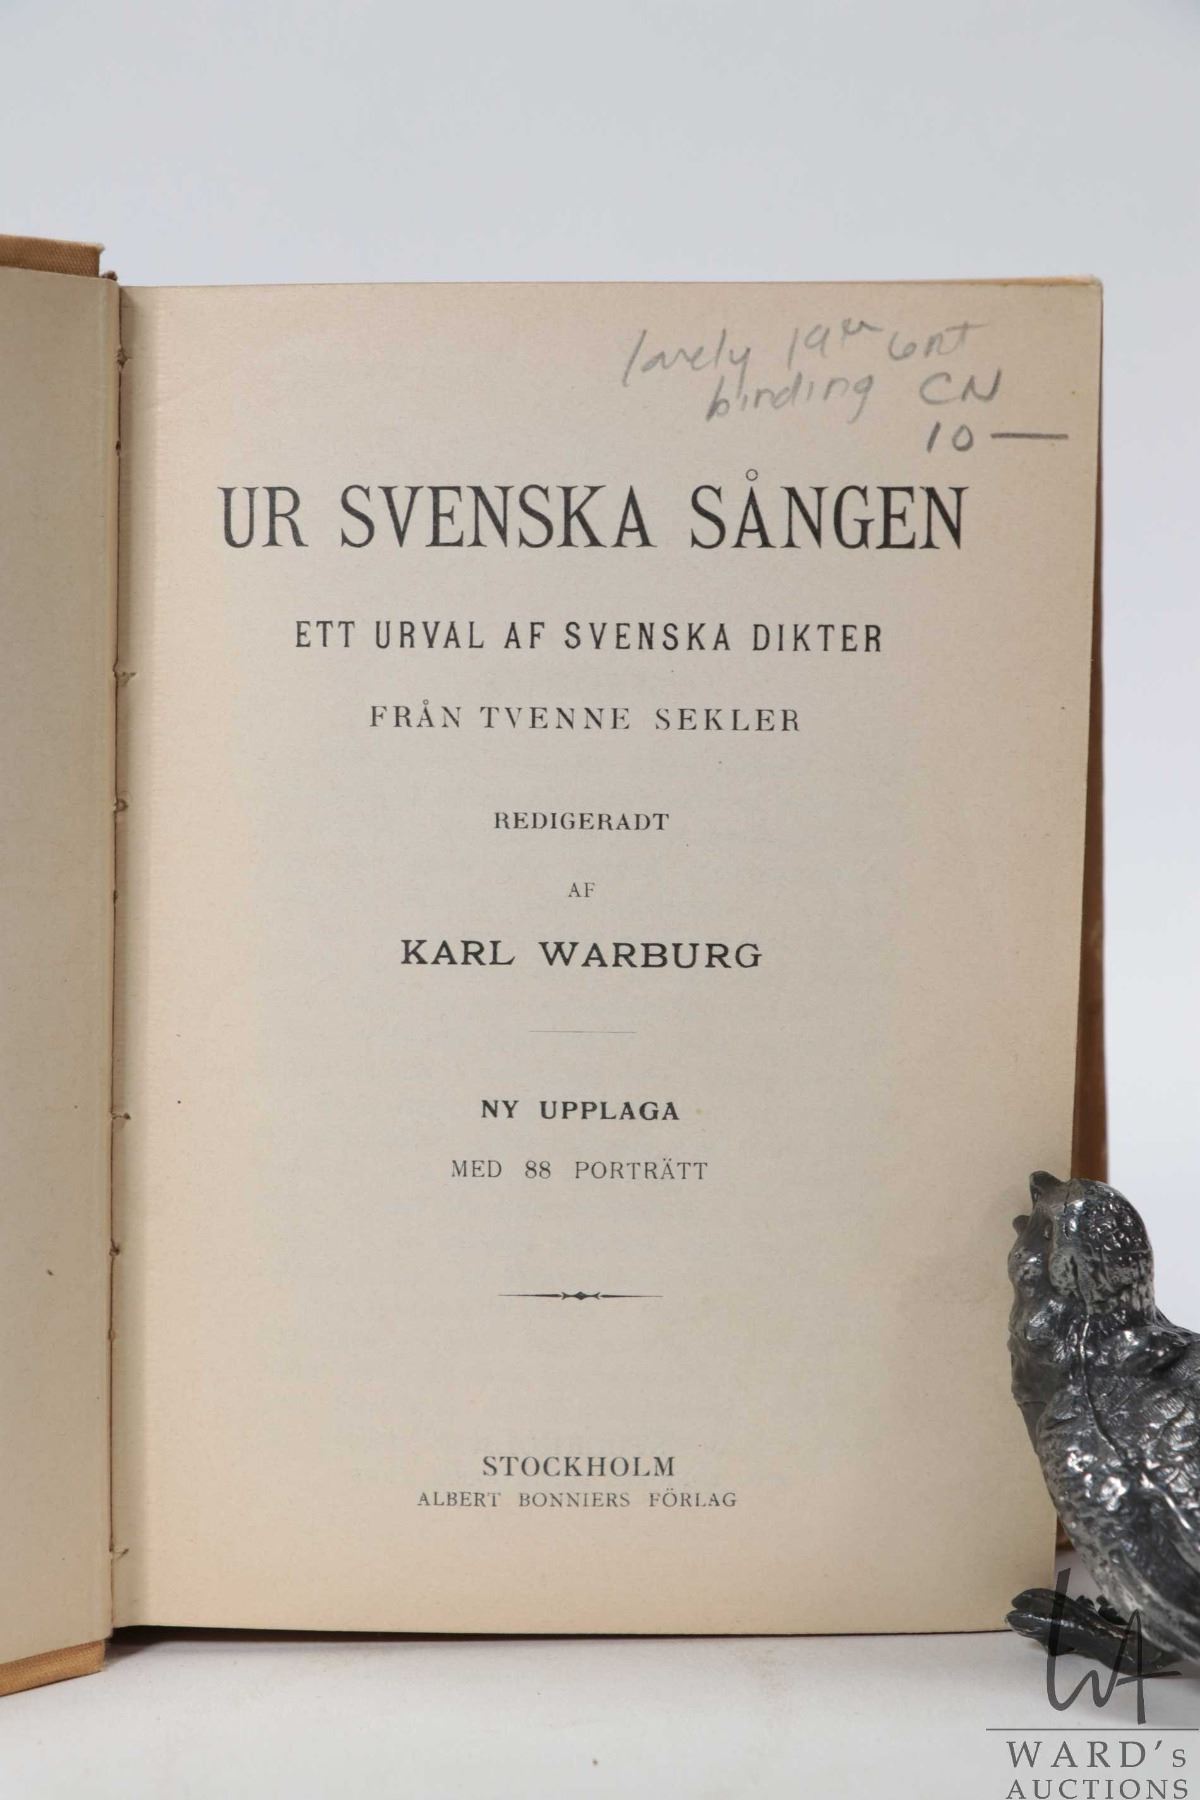 lovely 19th cent
binding CN
10—
UR SVENSKA SÅNGEN
ETT URVAL AF SVENSKA DIKTER
FRÅN TVENNE SEKLER
REDIGERADT
AF
KARL WARBURG
NY UPPLAGA
MED 88 PORTRÄTT
STOCKHOLM
ALBERT BONNIERS FÖRLAG
WA
WARD's
AUCTIONS